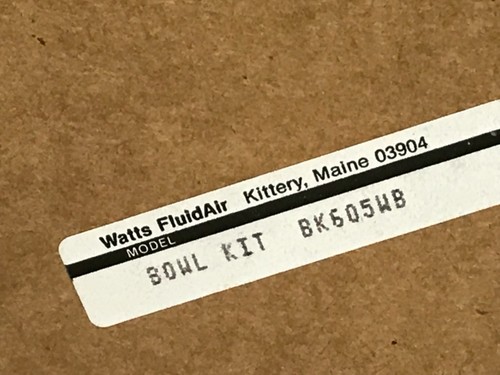 Watts FluidAir Kittery, Maine 03904
MODEL
BOWL KIT BK605WB